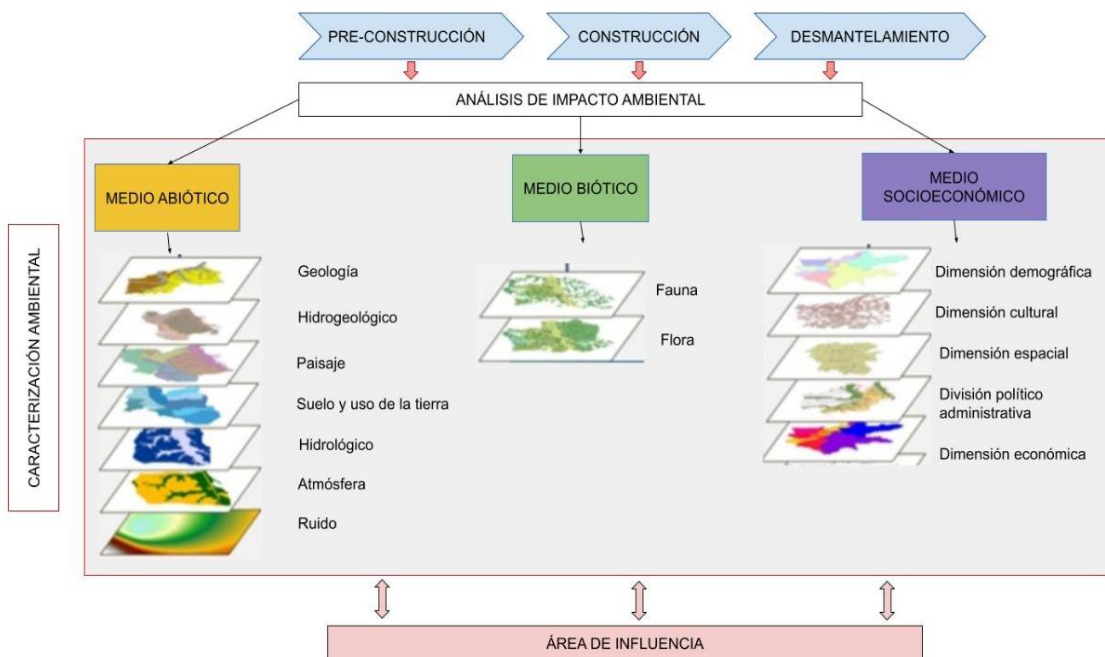 PRE-CONSTRUCCIÓN
CONSTRUCCIÓN
DESMANTELAMIENTO
ANÁLISIS DE IMPACTO AMBIENTAL
CARACTERIZACIÓN AMBIENTAL
MEDIO ABIÓTICO
Geología
Hidrogeológico
Paisaje
Suelo y uso de la tierra
Hidrológico
Atmósfera
Ruido
MEDIO BIÓTICO
Fauna
Flora
MEDIO
SOCIOECONÓMICO
Dimensión demográfica
Dimensión cultural
Dimensión espacial
División político
administrativa
Dimensión económica
ÁREA DE INFLUENCIA